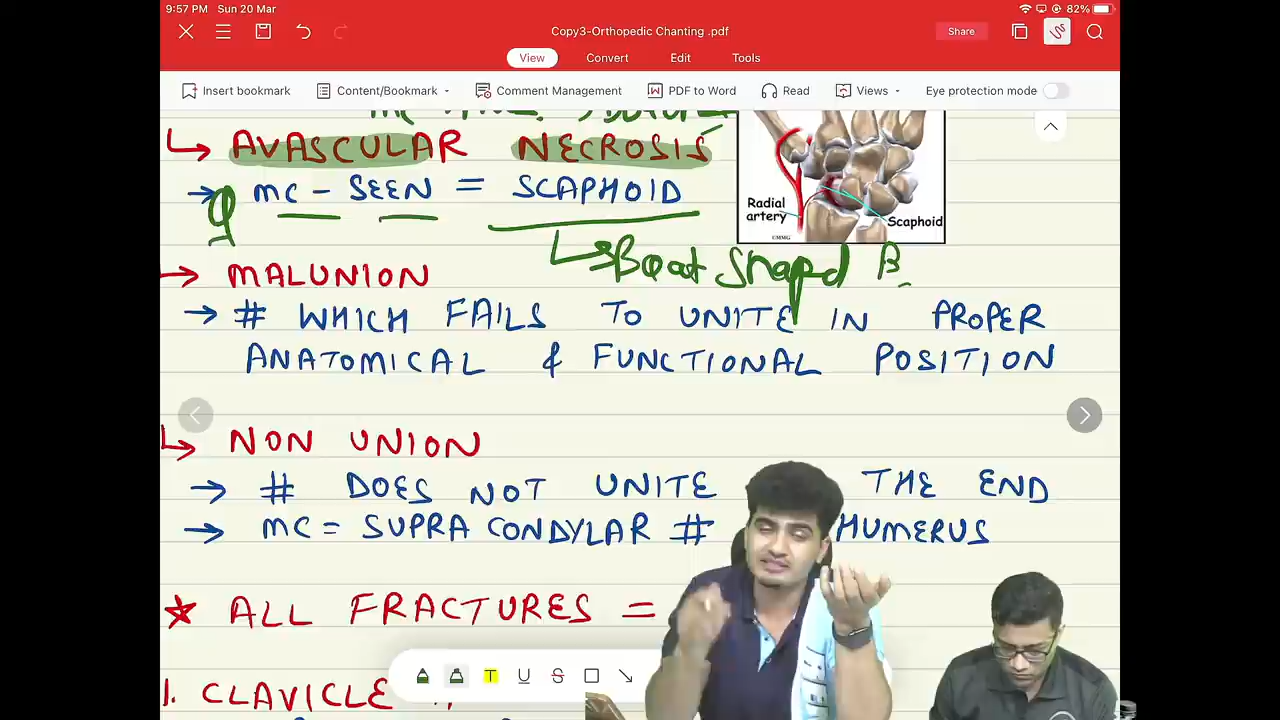 9:57 PM Sun 20 Mar
82%
Copy3-Orthopedic Chanting .pdf
Share
View Convert Edit Tools
Insert bookmark Content/Bookmark Comment Management PDF to Word Read Views Eye protection mode
↳ AVASCULAR NECROSIS
→ mc - SEEN = SCAPHOID
Radial
artery
Scaphoid
Boat Shaped B
→ MALUNION
→ # WHICH FAILS TO UNITE IN PROPER
ANATOMICAL & FUNCTIONAL POSITION
↳ NON UNION
→ # DOES NOT UNITE THE END
→ mc = SUPRA CONDYLAR # HUMERUS
★ ALL FRACTURES =
1. CLAVICLE